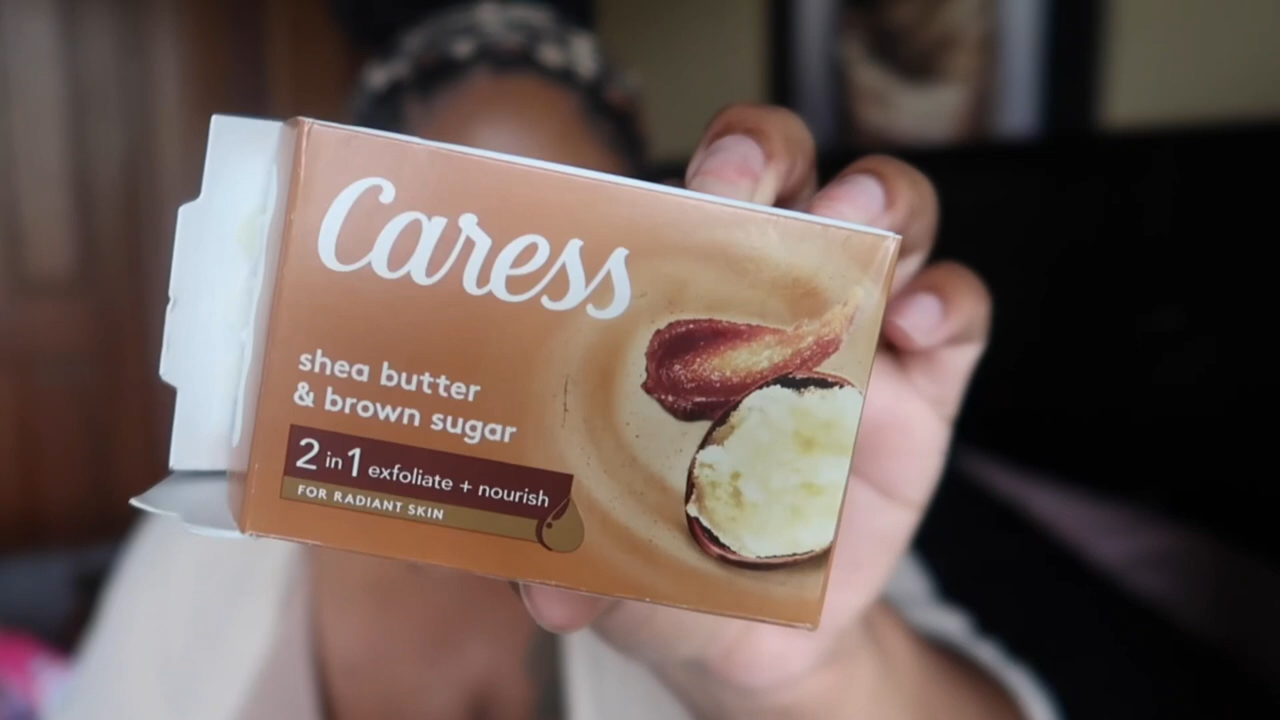 Caress
shea butter
& brown sugar
2 in 1 exfoliate + nourish
FOR RADIANT SKIN